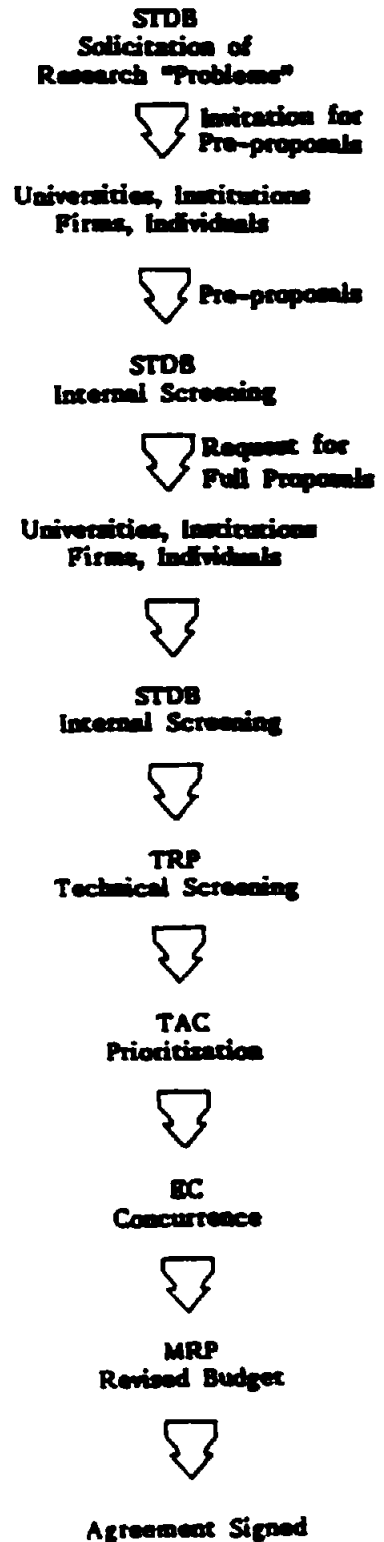 STDB
Solicitation of
Research "Problems"
Invitation for
Pre-proposals
Universities, Institutions
Firms, Individuals
Pre-proposals
STDB
Internal Screening
Request for
Full Proposals
Universities, Institutions
Firms, Individuals
STDB
Internal Screening
TRP
Technical Screening
TAC
Prioritization
EC
Concurrence
MRP
Revised Budget
Agreement Signed